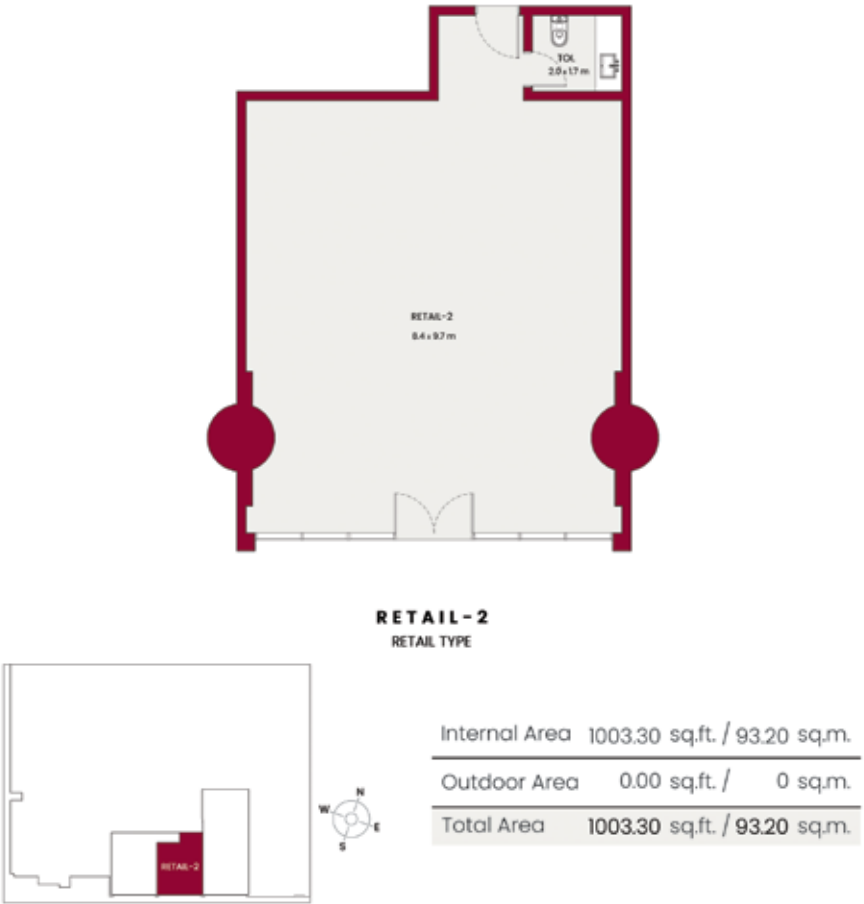 TOI.
2.0 x 1.7 m
RETAIL-2
8.4 x 9.7 m
RETAIL-2
RETAIL TYPE
Internal Area 1003.30 sq.ft. / 93.20 sq.m.
Outdoor Area 0.00 sq.ft. / 0 sq.m.
Total Area 1003.30 sq.ft. / 93.20 sq.m.
N
W
E
S
RETAIL-2